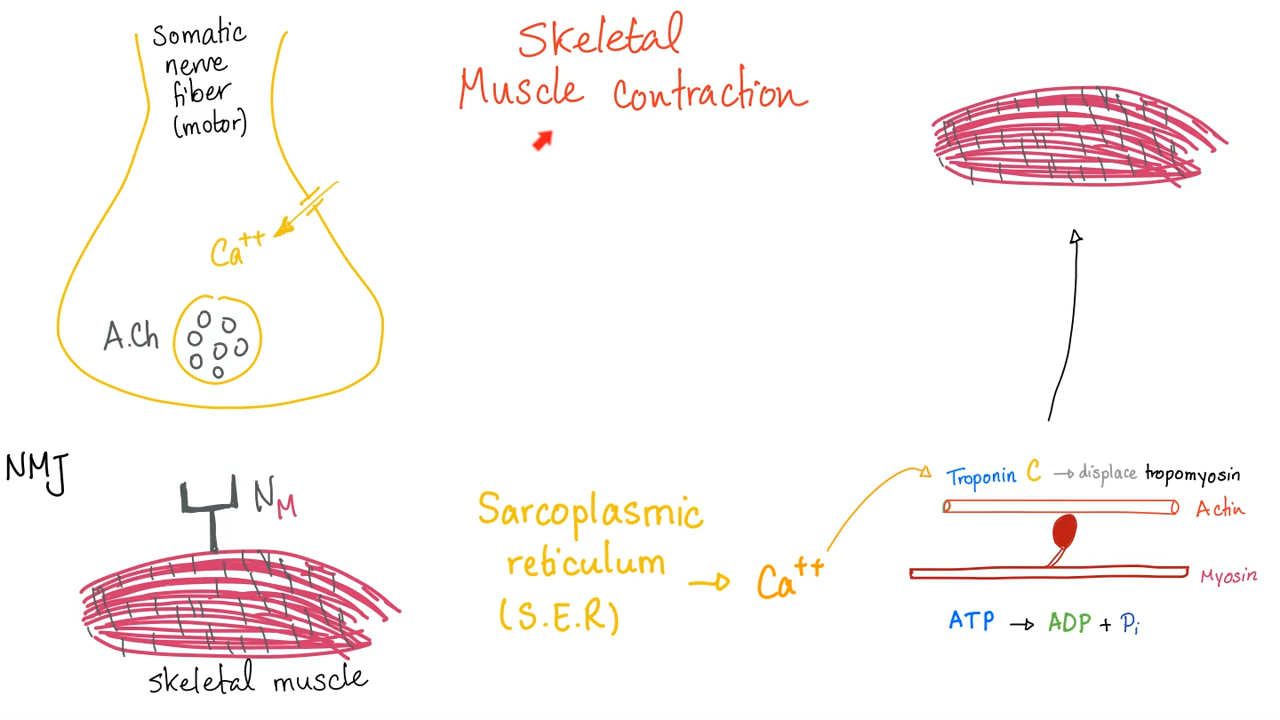 Somatic
nerve
fiber
(motor)
Skeletal
Muscle contraction
Ca++
A.Ch
NMJ
NM
skeletal muscle
Sarcoplasmic
reticulum
(S.E.R)
→ Ca++
Troponin C → displace tropomyosin
Actin
Myosin
ATP → ADP + Pi